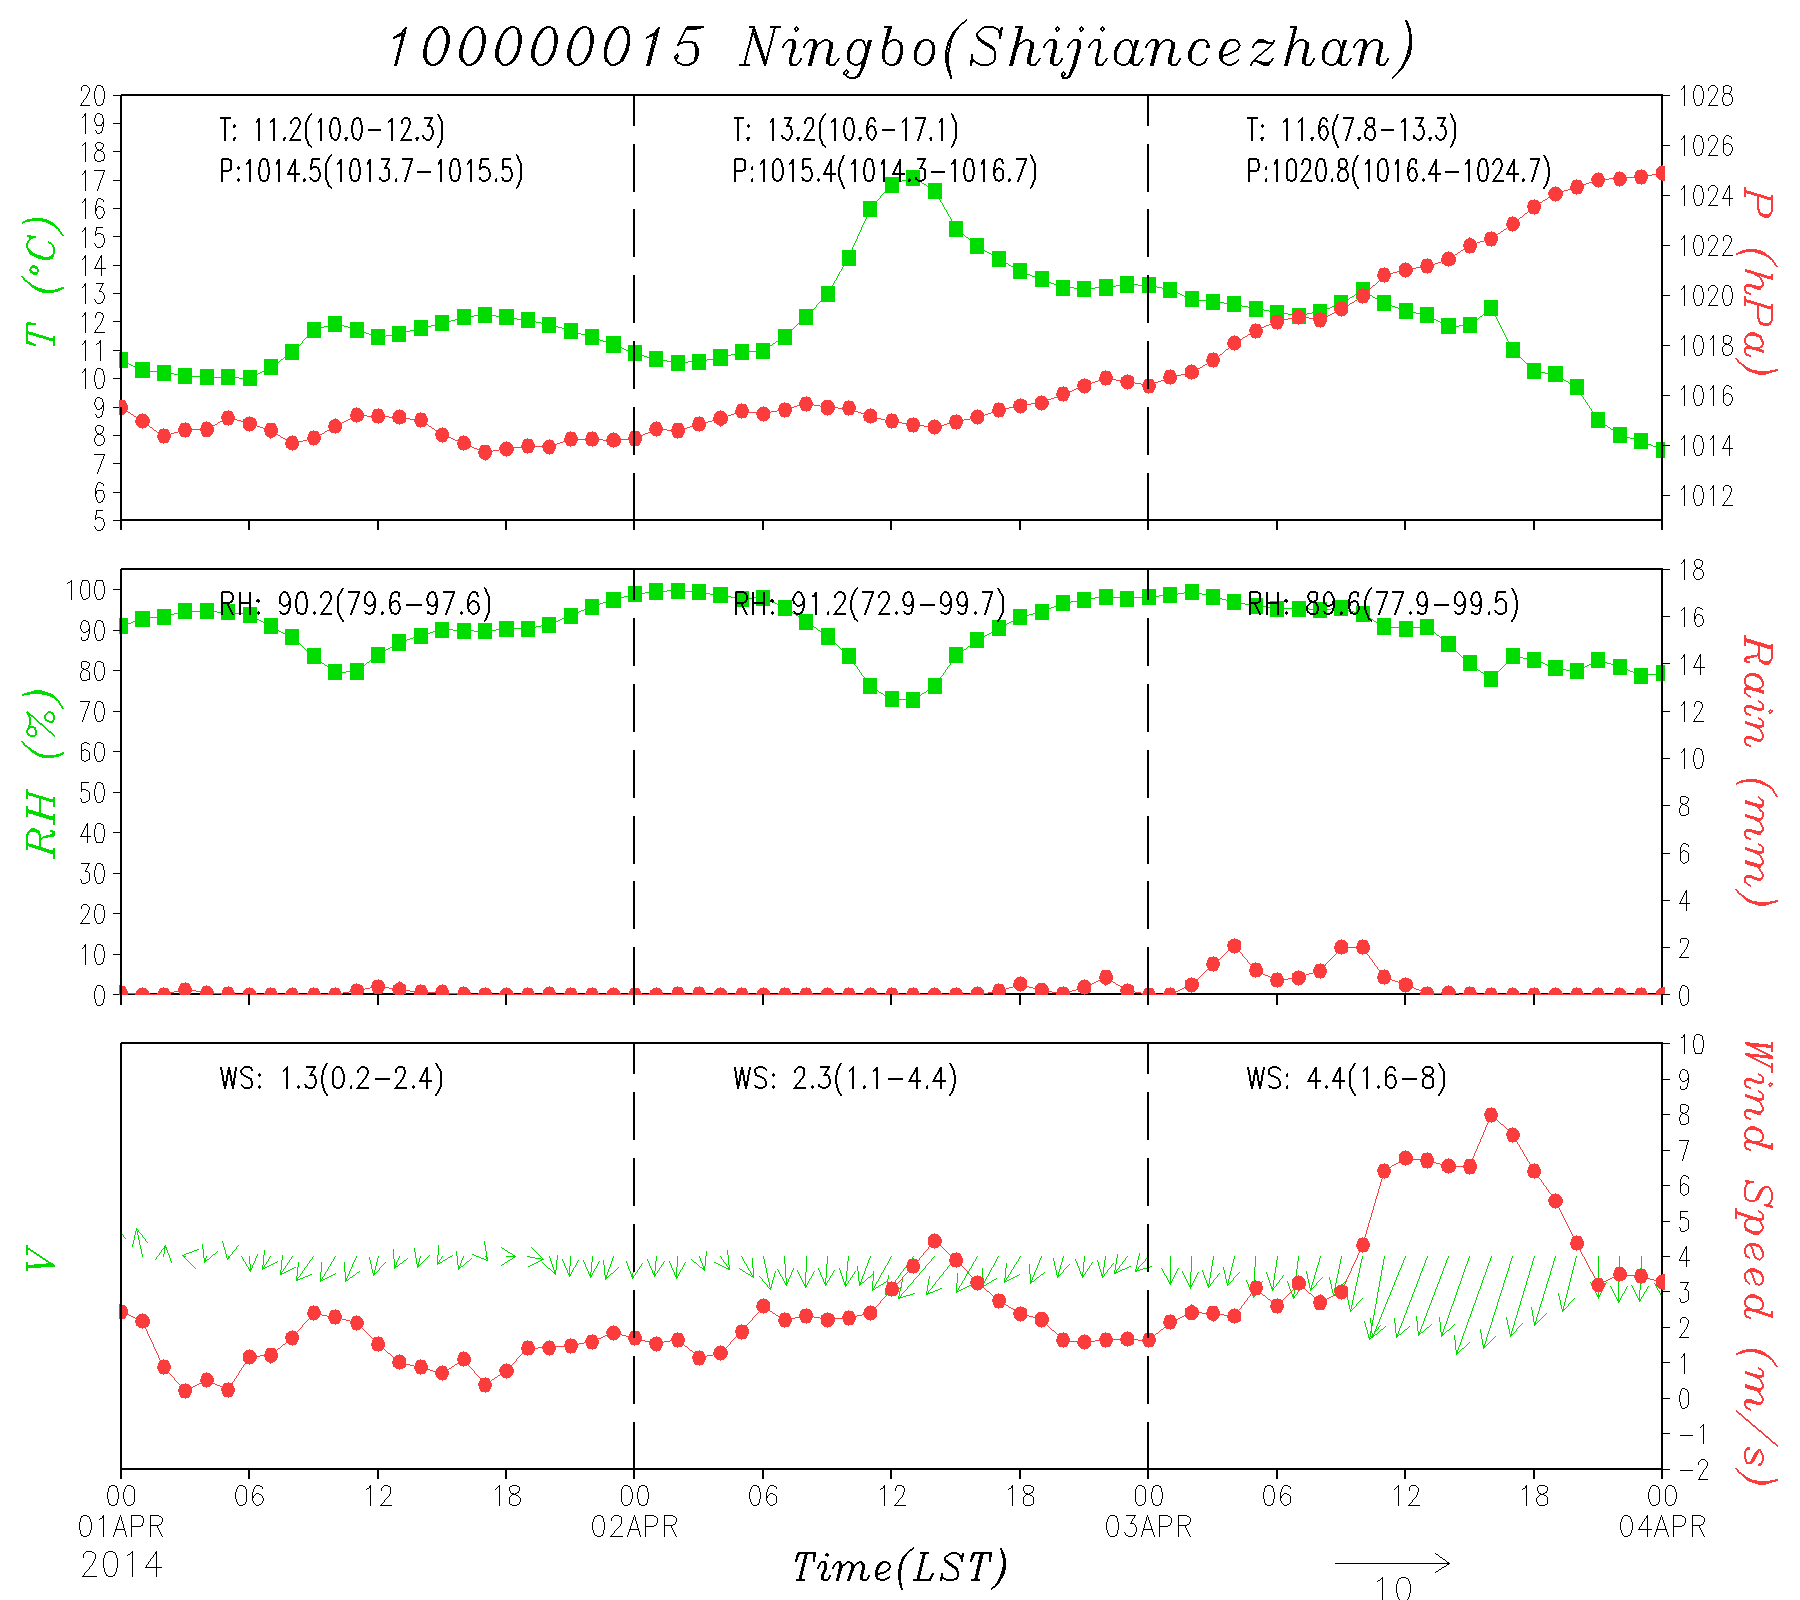 100000015 Ningbo(Shijiancezhan)
20
19
18
17
16
15
14
13
12
11
10
9
8
7
6
5
T (°C)
T: 11.2(10.0-12.3)
P:1014.5(1013.7-1015.5)
T: 13.2(10.6-17.1)
P:1015.4(1014.3-1016.7)
T: 11.6(7.8-13.3)
P:1020.8(1016.4-1024.7)
1028
1026
1024
1022
1020
1018
1016
1014
1012
P (hPa)
100
90
80
70
60
50
40
30
20
10
0
RH (%)
RH: 90.2(79.6-97.6)
RH: 91.2(72.9-99.7)
RH: 89.6(77.9-99.5)
18
16
14
12
10
8
6
4
2
0
Rain (mm)
V
WS: 1.3(0.2-2.4)
WS: 2.3(1.1-4.4)
WS: 4.4(1.6-8)
10
9
8
7
6
5
4
3
2
1
0
-1
-2
Wind Speed (m/s)
00 06 12 18 00 06 12 18 00 06 12 18 00
01APR 02APR 03APR 04APR
2014
Time(LST)
10